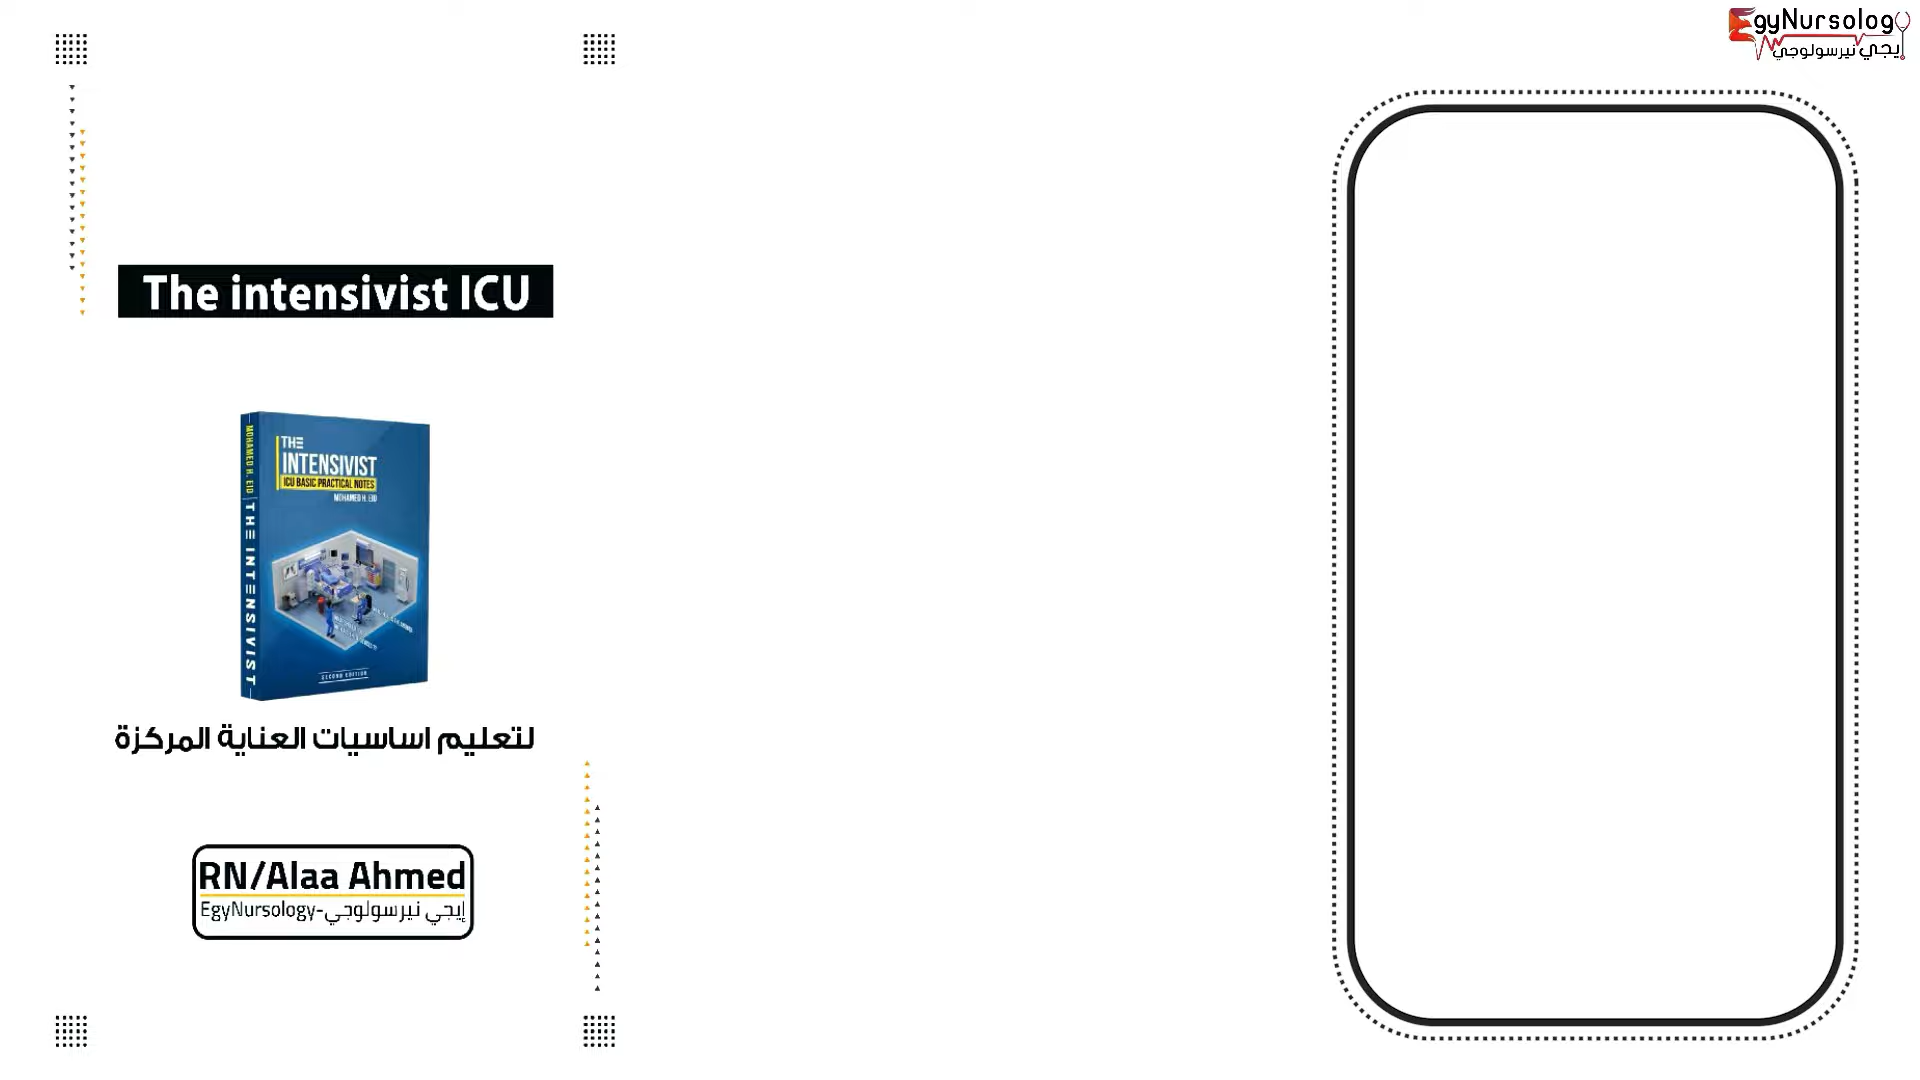 EgyNursology
إيجي نيرسولوجي
The intensivist ICU
MOHAMED H. EID
THE INTENSIVIST
THE
INTENSIVIST
ICU BASIC PRACTICAL NOTES
MOHAMED H. EID
SECOND EDITION
لتعليم اساسيات العناية المركزة
RN/Alaa Ahmed
EgyNursology-إيجي نيرسولوجي